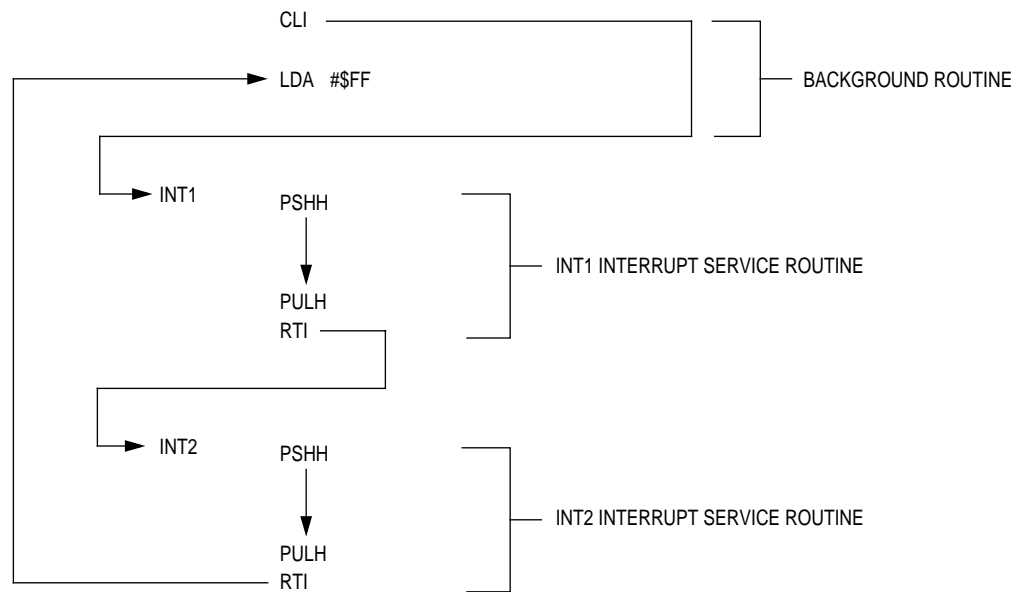 CLI
LDA #$FF
BACKGROUND ROUTINE
INT1
PSHH
INT1 INTERRUPT SERVICE ROUTINE
PULH
RTI
INT2
PSHH
INT2 INTERRUPT SERVICE ROUTINE
PULH
RTI